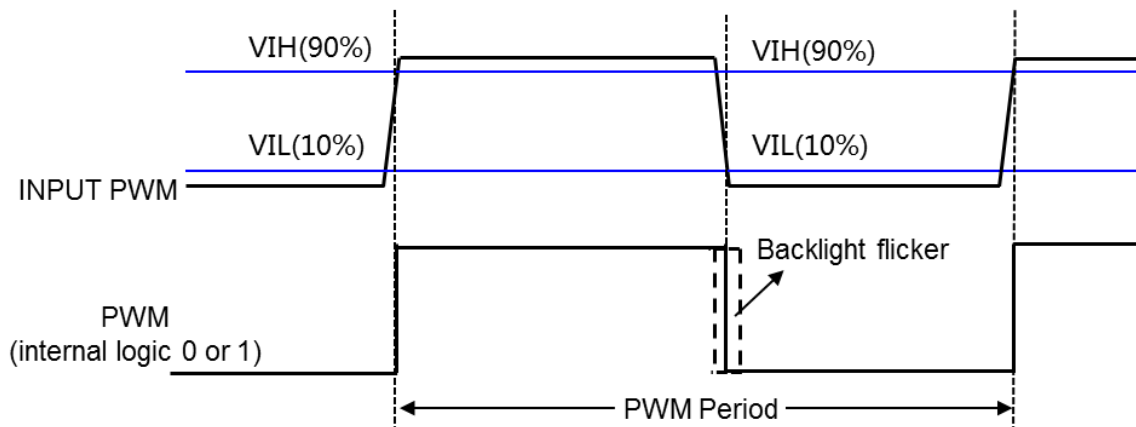 VIH(90%)
VIH(90%)
VIL(10%)
VIL(10%)
INPUT PWM
Backlight flicker
PWM
(internal logic 0 or 1)
PWM Period